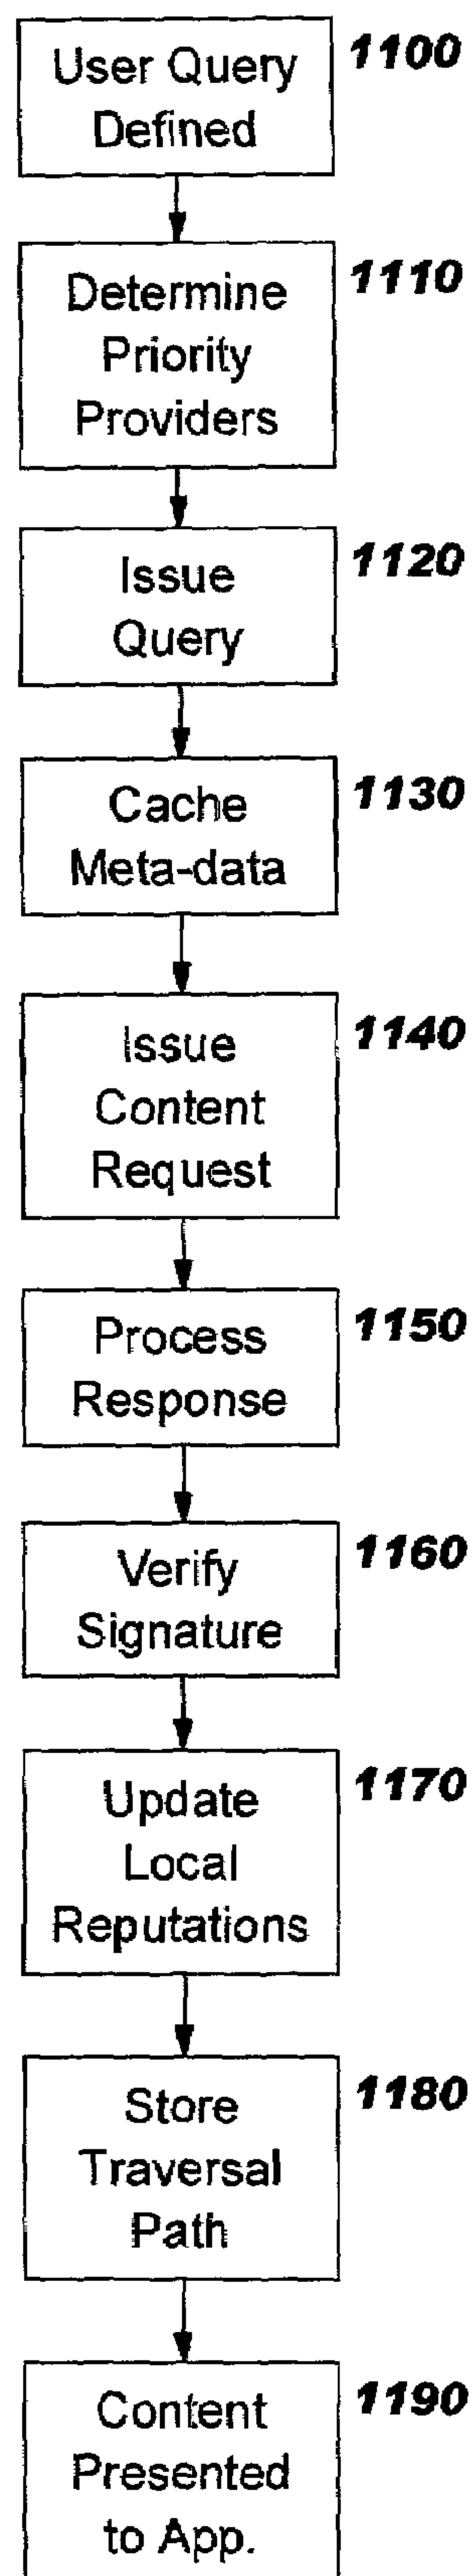 User Query
Defined
1100
Determine
Priority
Providers
1110
Issue
Query
1120
Cache
Meta-data
1130
Issue
Content
Request
1140
Process
Response
1150
Verify
Signature
1160
Update
Local
Reputations
1170
Store
Traversal
Path
1180
Content
Presented
to App.
1190